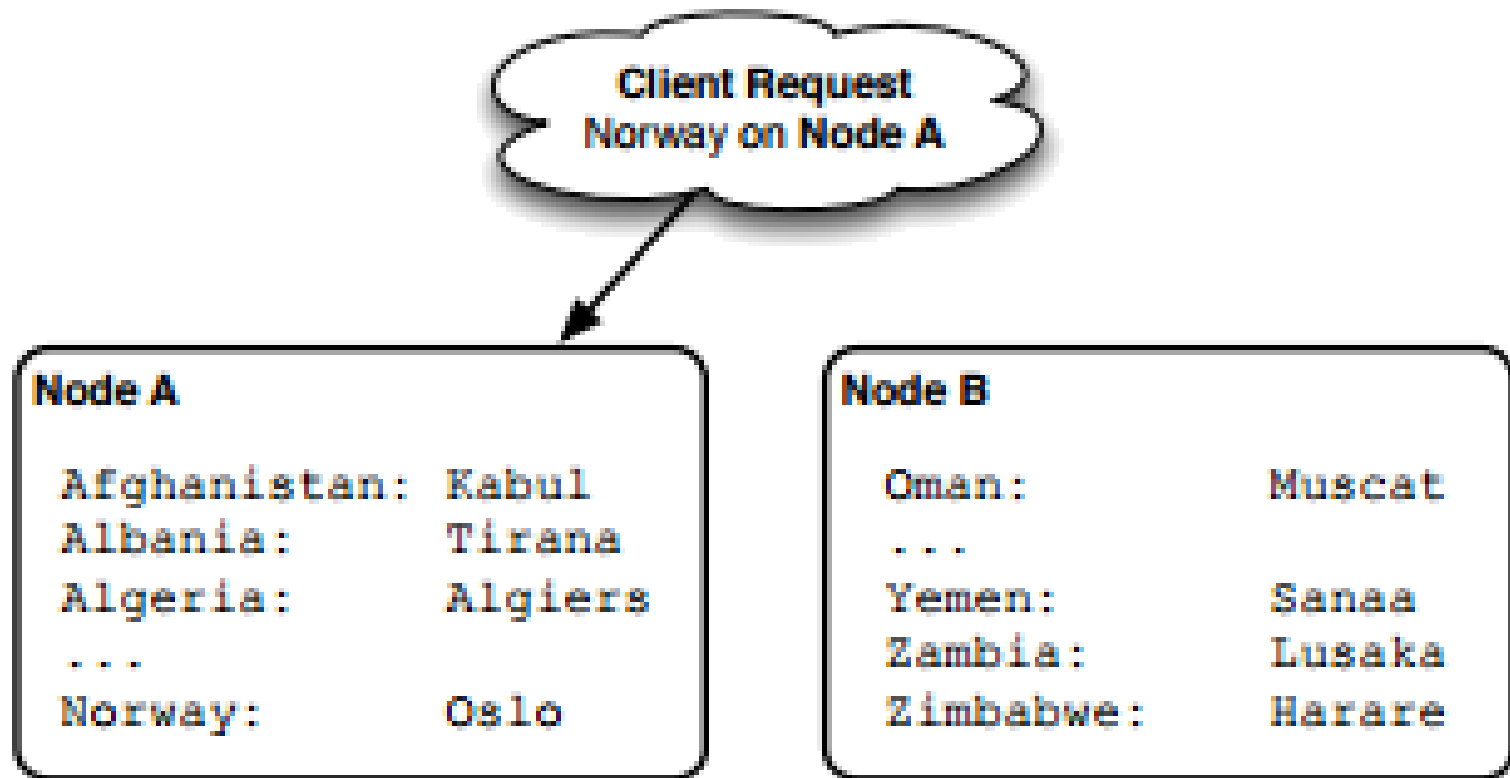 Client Request
Norway on Node A
Node A
Afghanistan: Kabul
Albania: Tirana
Algeria: Algiers
...
Norway: Oslo
Node B
Oman: Muscat
...
Yemen: Sanaa
Zambia: Lusaka
Zimbabwe: Harare